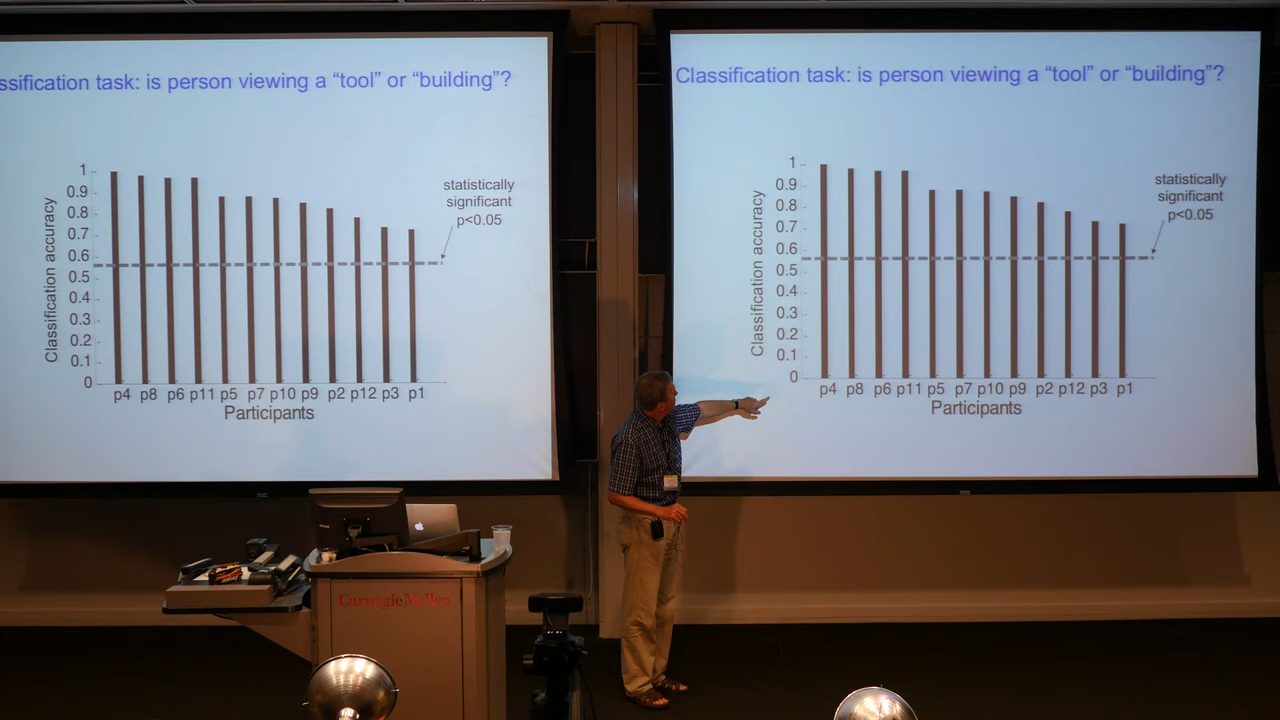 ssification task: is person viewing a “tool” or “building”?
statistically
significant
p<0.05
Classification accuracy
1
0.9
0.8
0.7
0.6
0.5
0.4
0.3
0.2
0.1
0
p4 p8 p6 p11 p5 p7 p10 p9 p2 p12 p3 p1
Participants
Classification task: is person viewing a “tool” or “building”?
statistically
significant
p<0.05
Classification accuracy
1
0.9
0.8
0.7
0.6
0.5
0.4
0.3
0.2
0.1
0
p4 p8 p6 p11 p5 p7 p10 p9 p2 p12 p3 p1
Participants
Carnegie Mellon